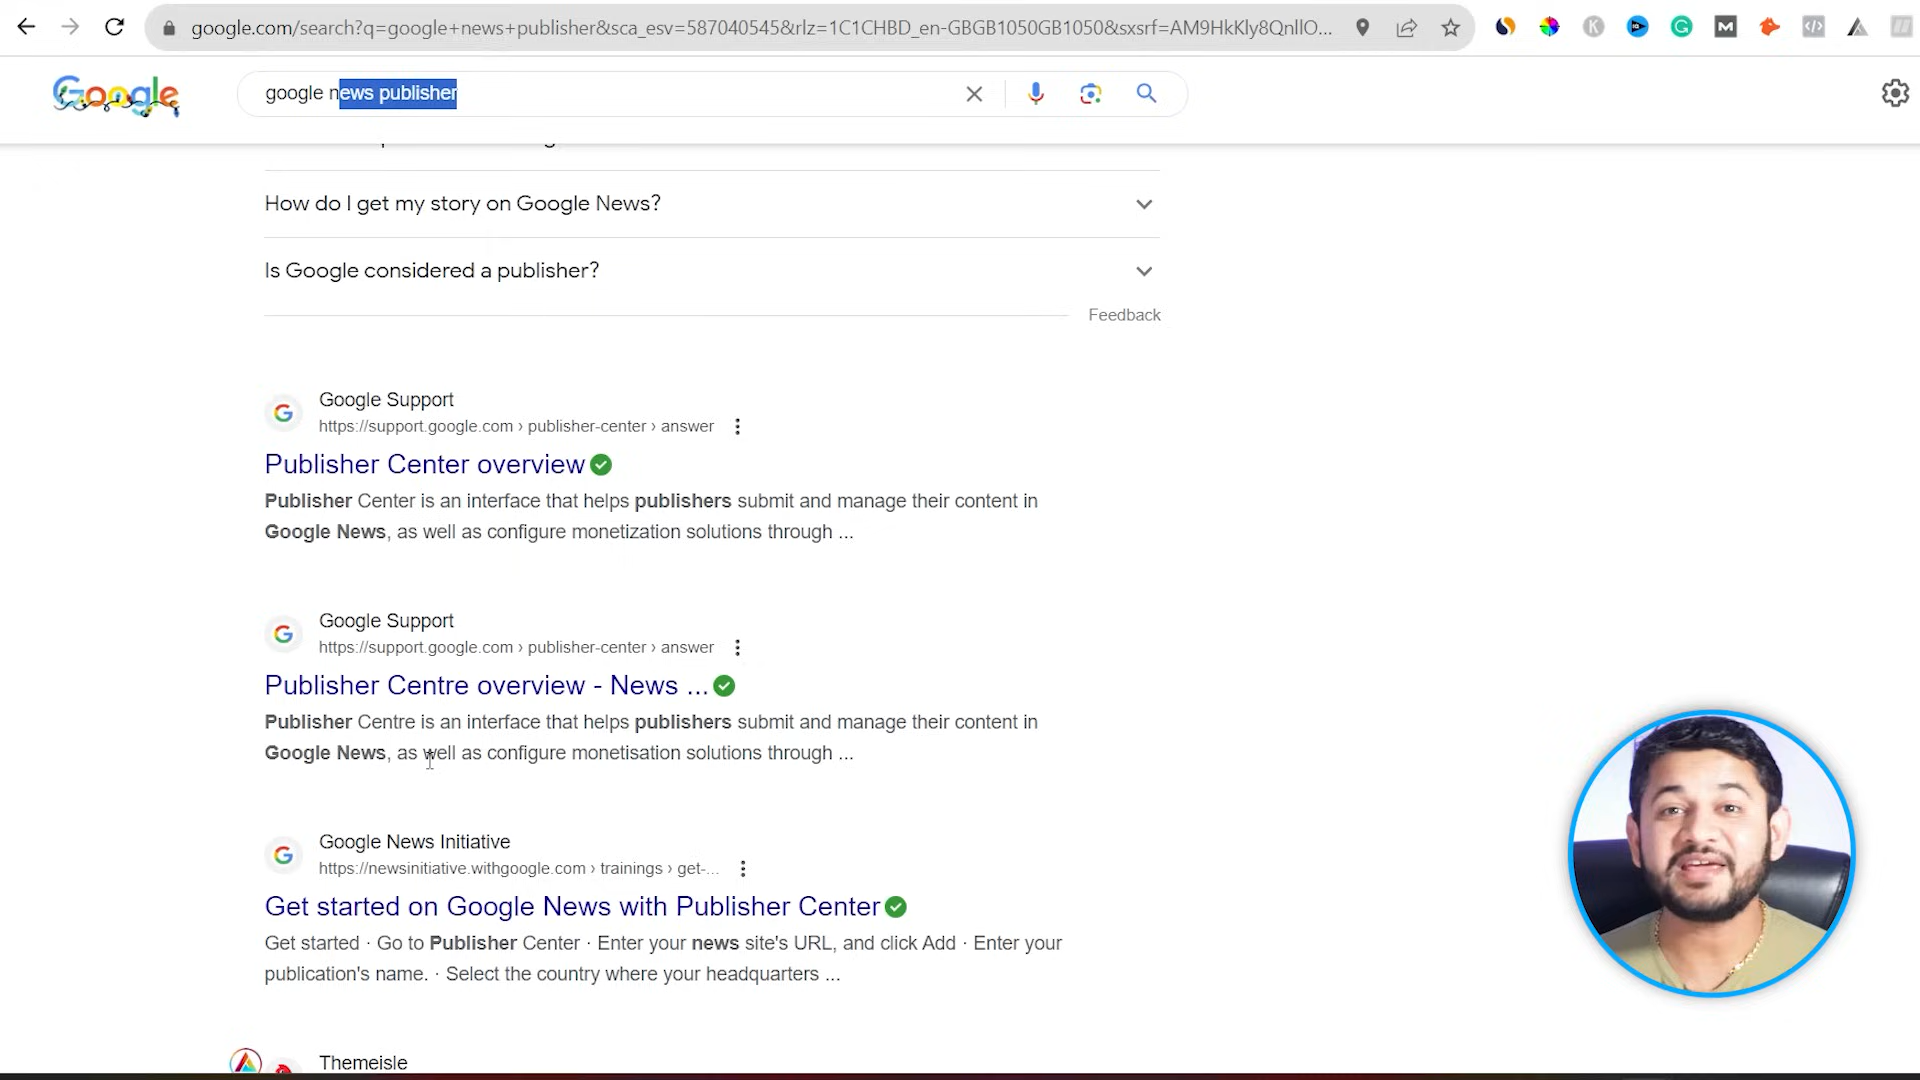 google.com/search?q=google+news+publisher&sca_esv=587040545&rlz=1C1CHBD_en-GBGB1050GB1050&sxsrf=AM9HkKly8QnllO...
Google
google news publisher
How do I get my story on Google News?
Is Google considered a publisher?
Feedback
Google Support
https://support.google.com › publisher-center › answer
Publisher Center overview
Publisher Center is an interface that helps publishers submit and manage their content in
Google News, as well as configure monetization solutions through ...
Google Support
https://support.google.com › publisher-center › answer
Publisher Centre overview - News ...
Publisher Centre is an interface that helps publishers submit and manage their content in
Google News, as well as configure monetisation solutions through ...
Google News Initiative
https://newsinitiative.withgoogle.com › trainings › get-...
Get started on Google News with Publisher Center
Get started · Go to Publisher Center · Enter your news site's URL, and click Add · Enter your
publication's name. · Select the country where your headquarters ...
Themeisle